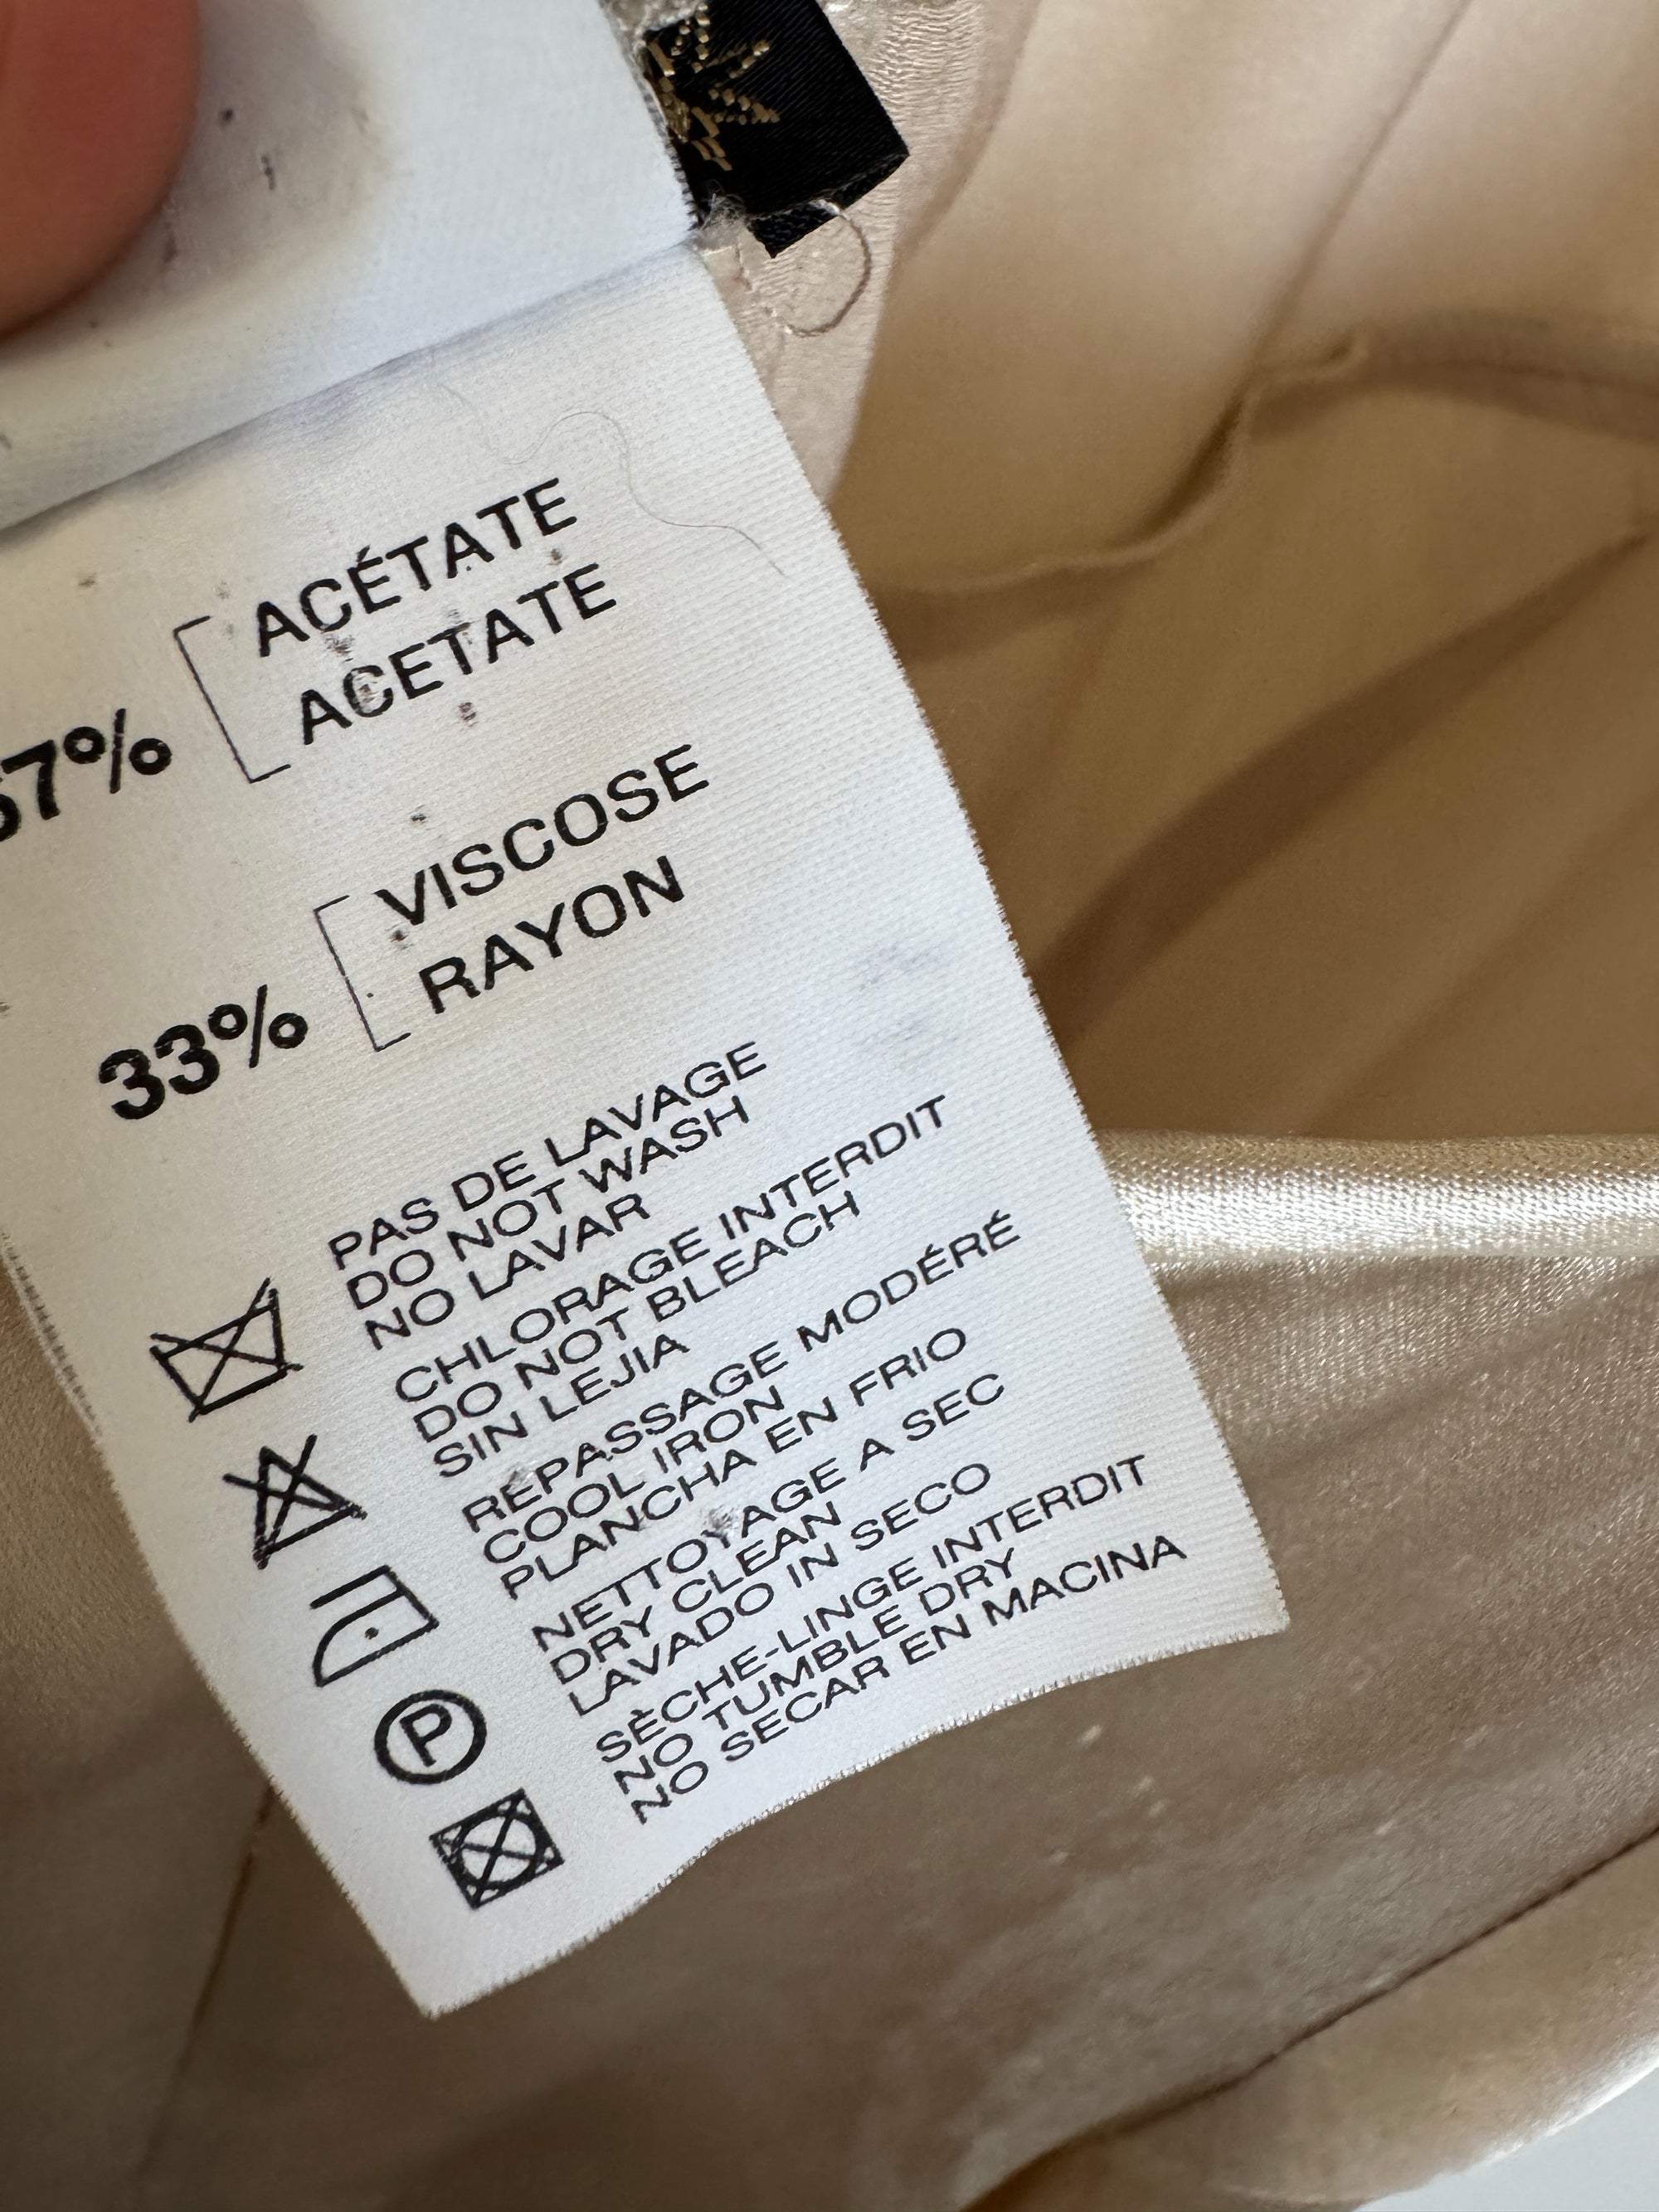 67% ACÉTATE
ACETATE
33% VISCOSE
RAYON
PAS DE LAVAGE
DO NOT WASH
NO LAVAR
CHLORAGE INTERDIT
DO NOT BLEACH
SIN LEJIA
REPASSAGE MODÉRÉ
COOL IRON
PLANCHA EN FRIO
NETTOYAGE A SEC
DRY CLEAN
LAVADO IN SECO
P
SÈCHE-LINGE INTERDIT
NO TUMBLE DRY
NO SECAR EN MACINA